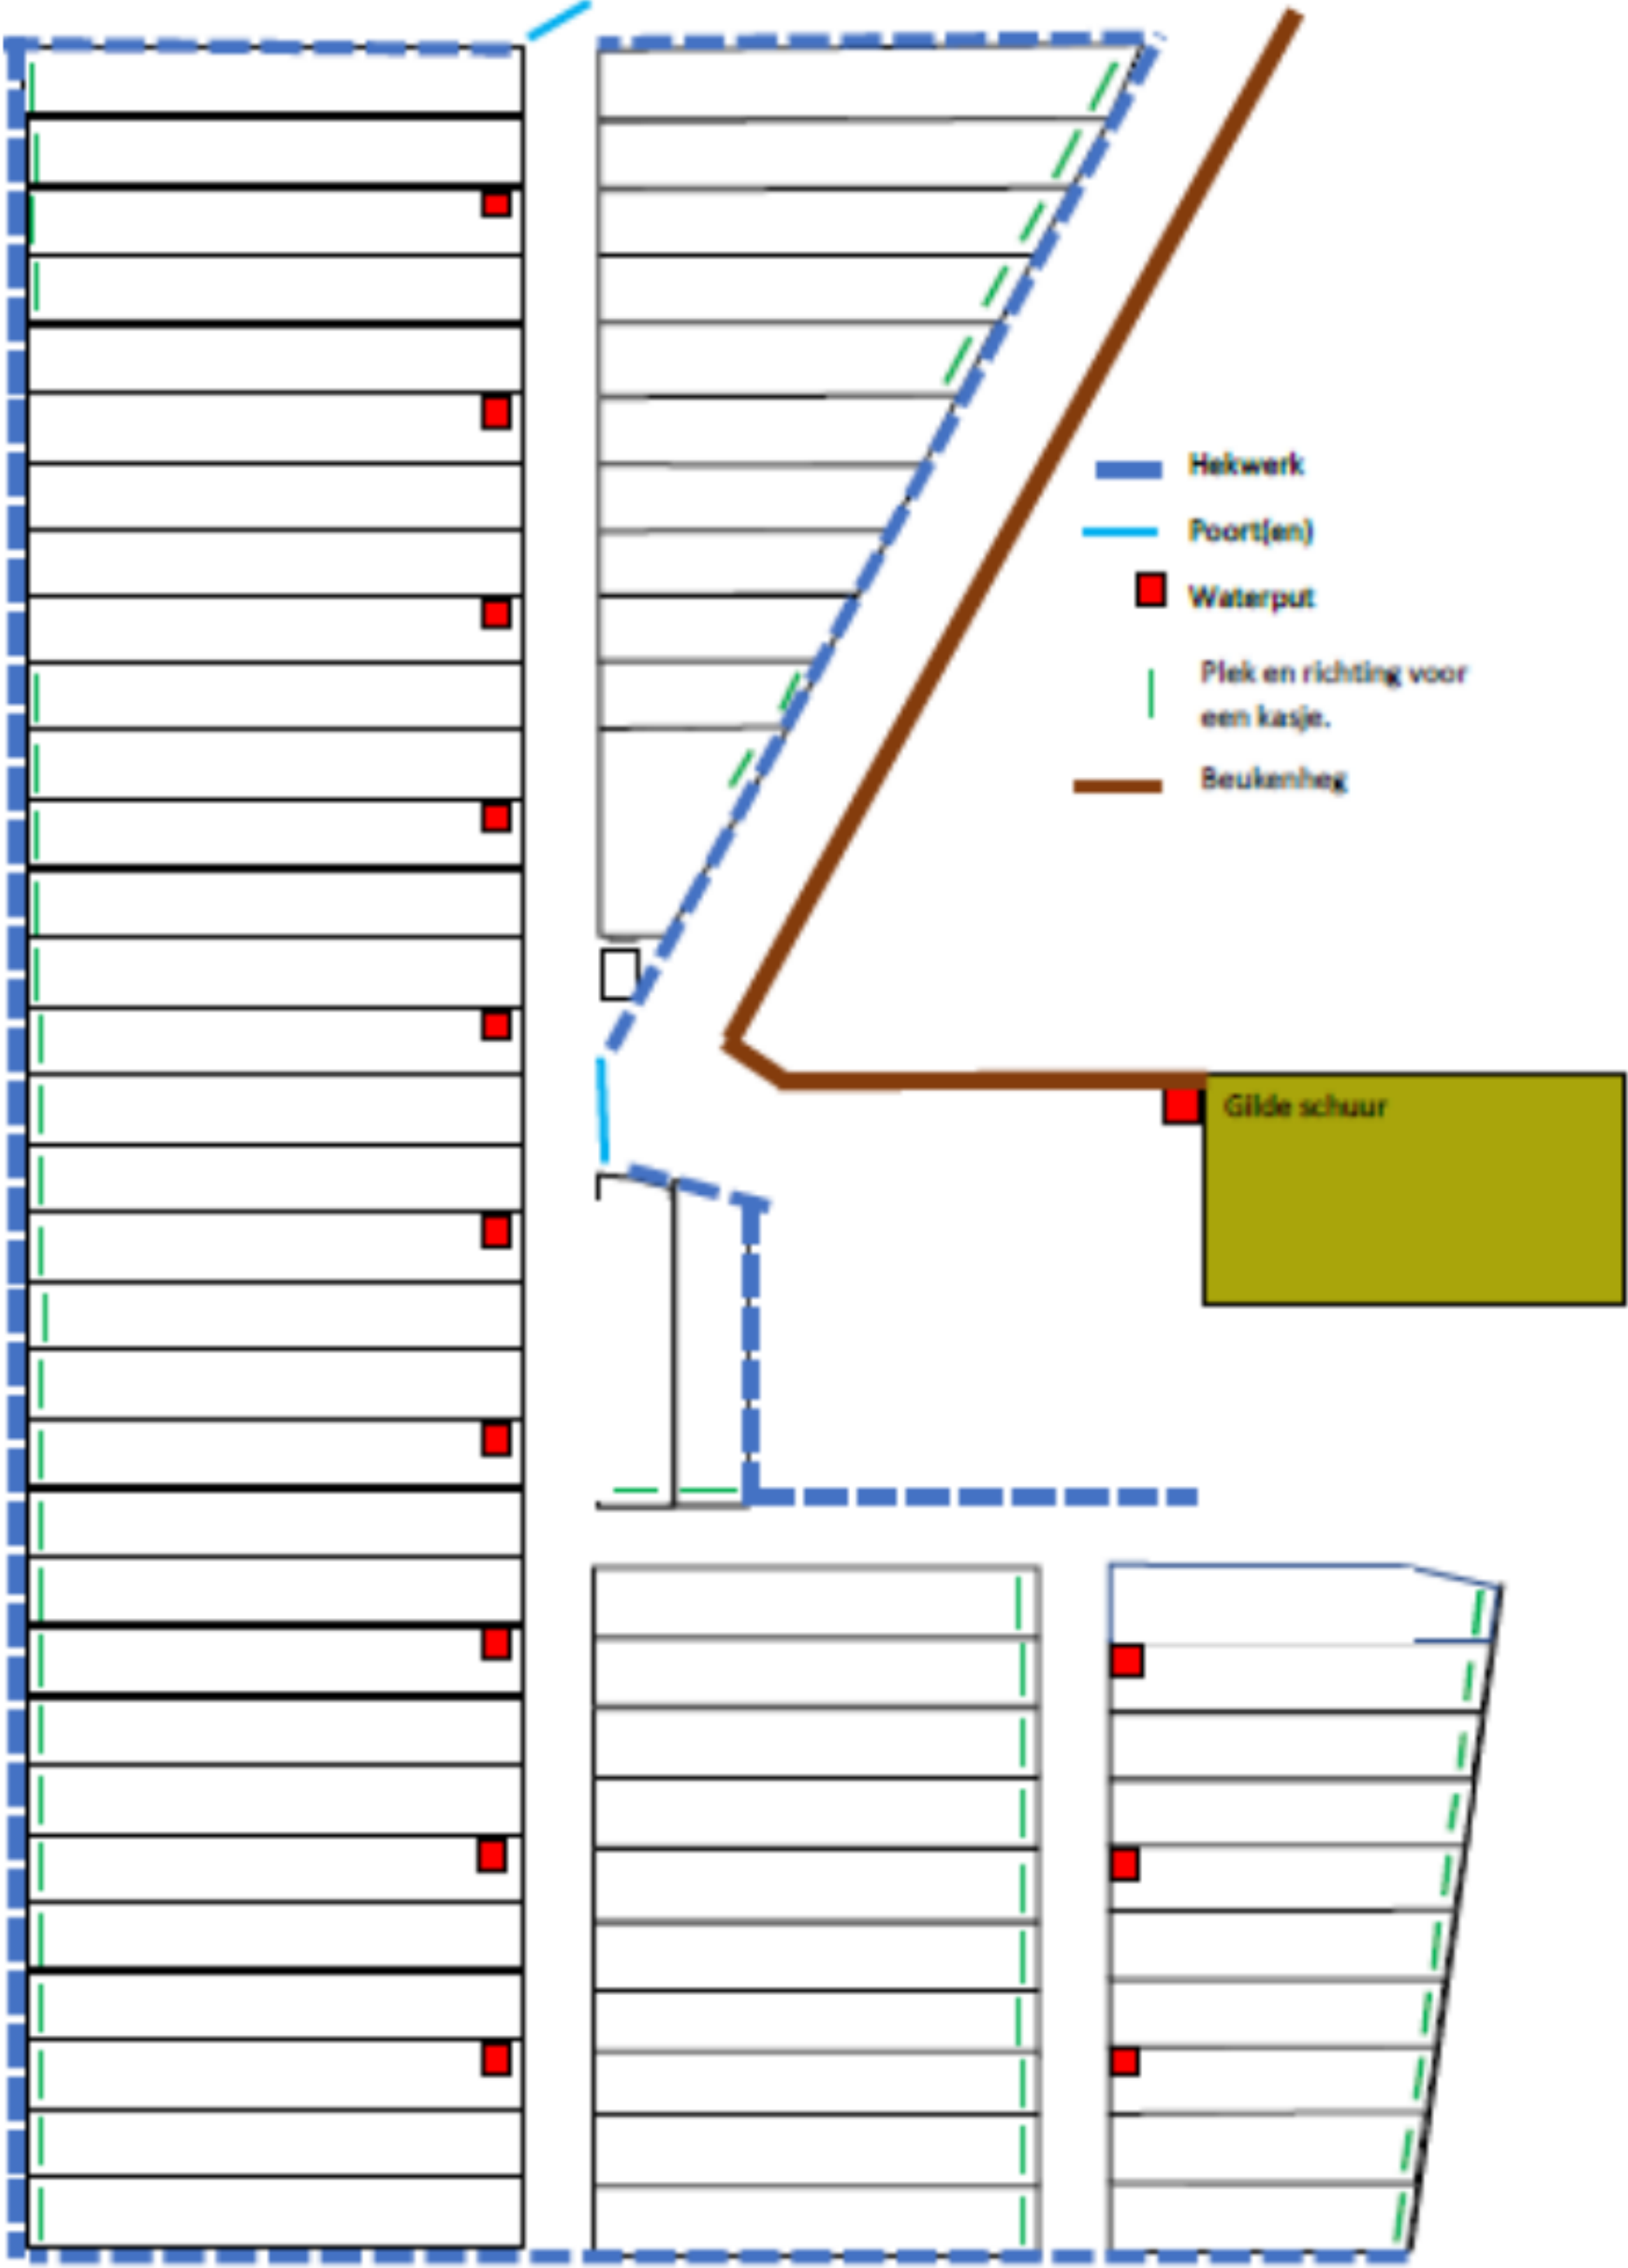 Hekwerk
Poort(en)
Waterput
Plek en richting voor
een kasje.
Beukenheg
Gilde schuur